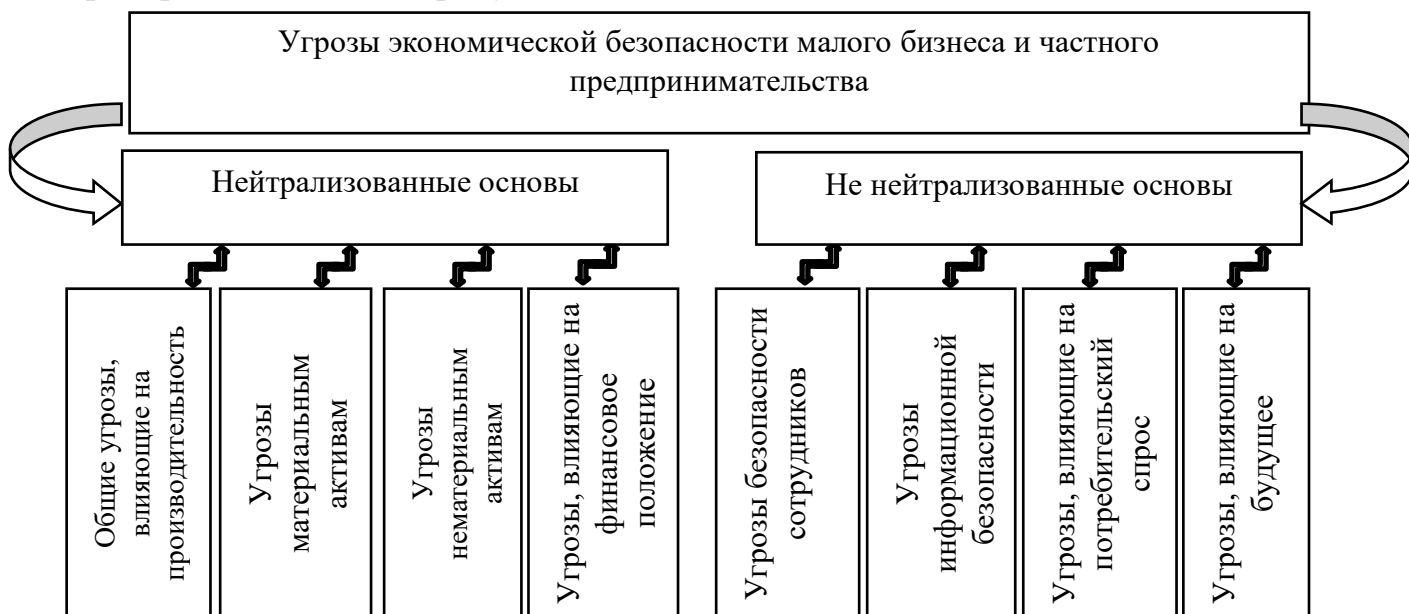 Угрозы экономической безопасности малого бизнеса и частного
предпринимательства
Нейтрализованные основы
Не нейтрализованные основы
Общие угрозы,
влияющие на
производительность
Угрозы
материальным
активам
Угрозы
нематериальным
активам
Угрозы, влияющие на
финансовое
положение
Угрозы безопасности
сотрудников
Угрозы
информационной
безопасности
Угрозы, влияющие на
потребительский
спрос
Угрозы, влияющие на
будущее